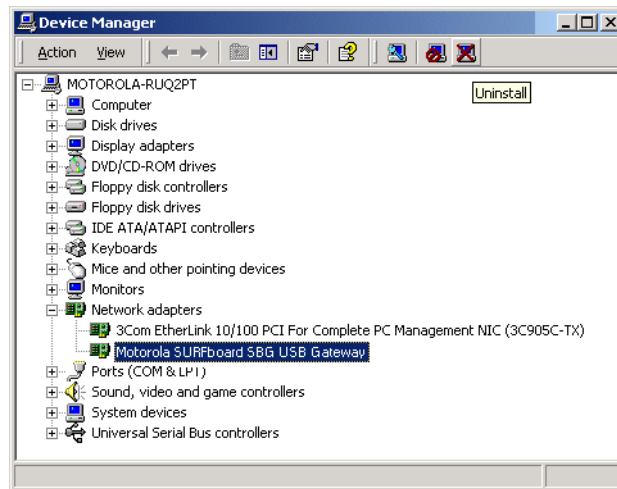 Device Manager
Action View
MOTOROLA-RUQ2PT
Uninstall
Computer
Disk drives
Display adapters
DVD/CD-ROM drives
Floppy disk controllers
Floppy disk drives
IDE ATA/ATAPI controllers
Keyboards
Mice and other pointing devices
Monitors
Network adapters
3Com EtherLink 10/100 PCI For Complete PC Management NIC (3C905C-TX)
Motorola SURFboard SBG USB Gateway
Ports (COM & LPT)
Sound, video and game controllers
System devices
Universal Serial Bus controllers